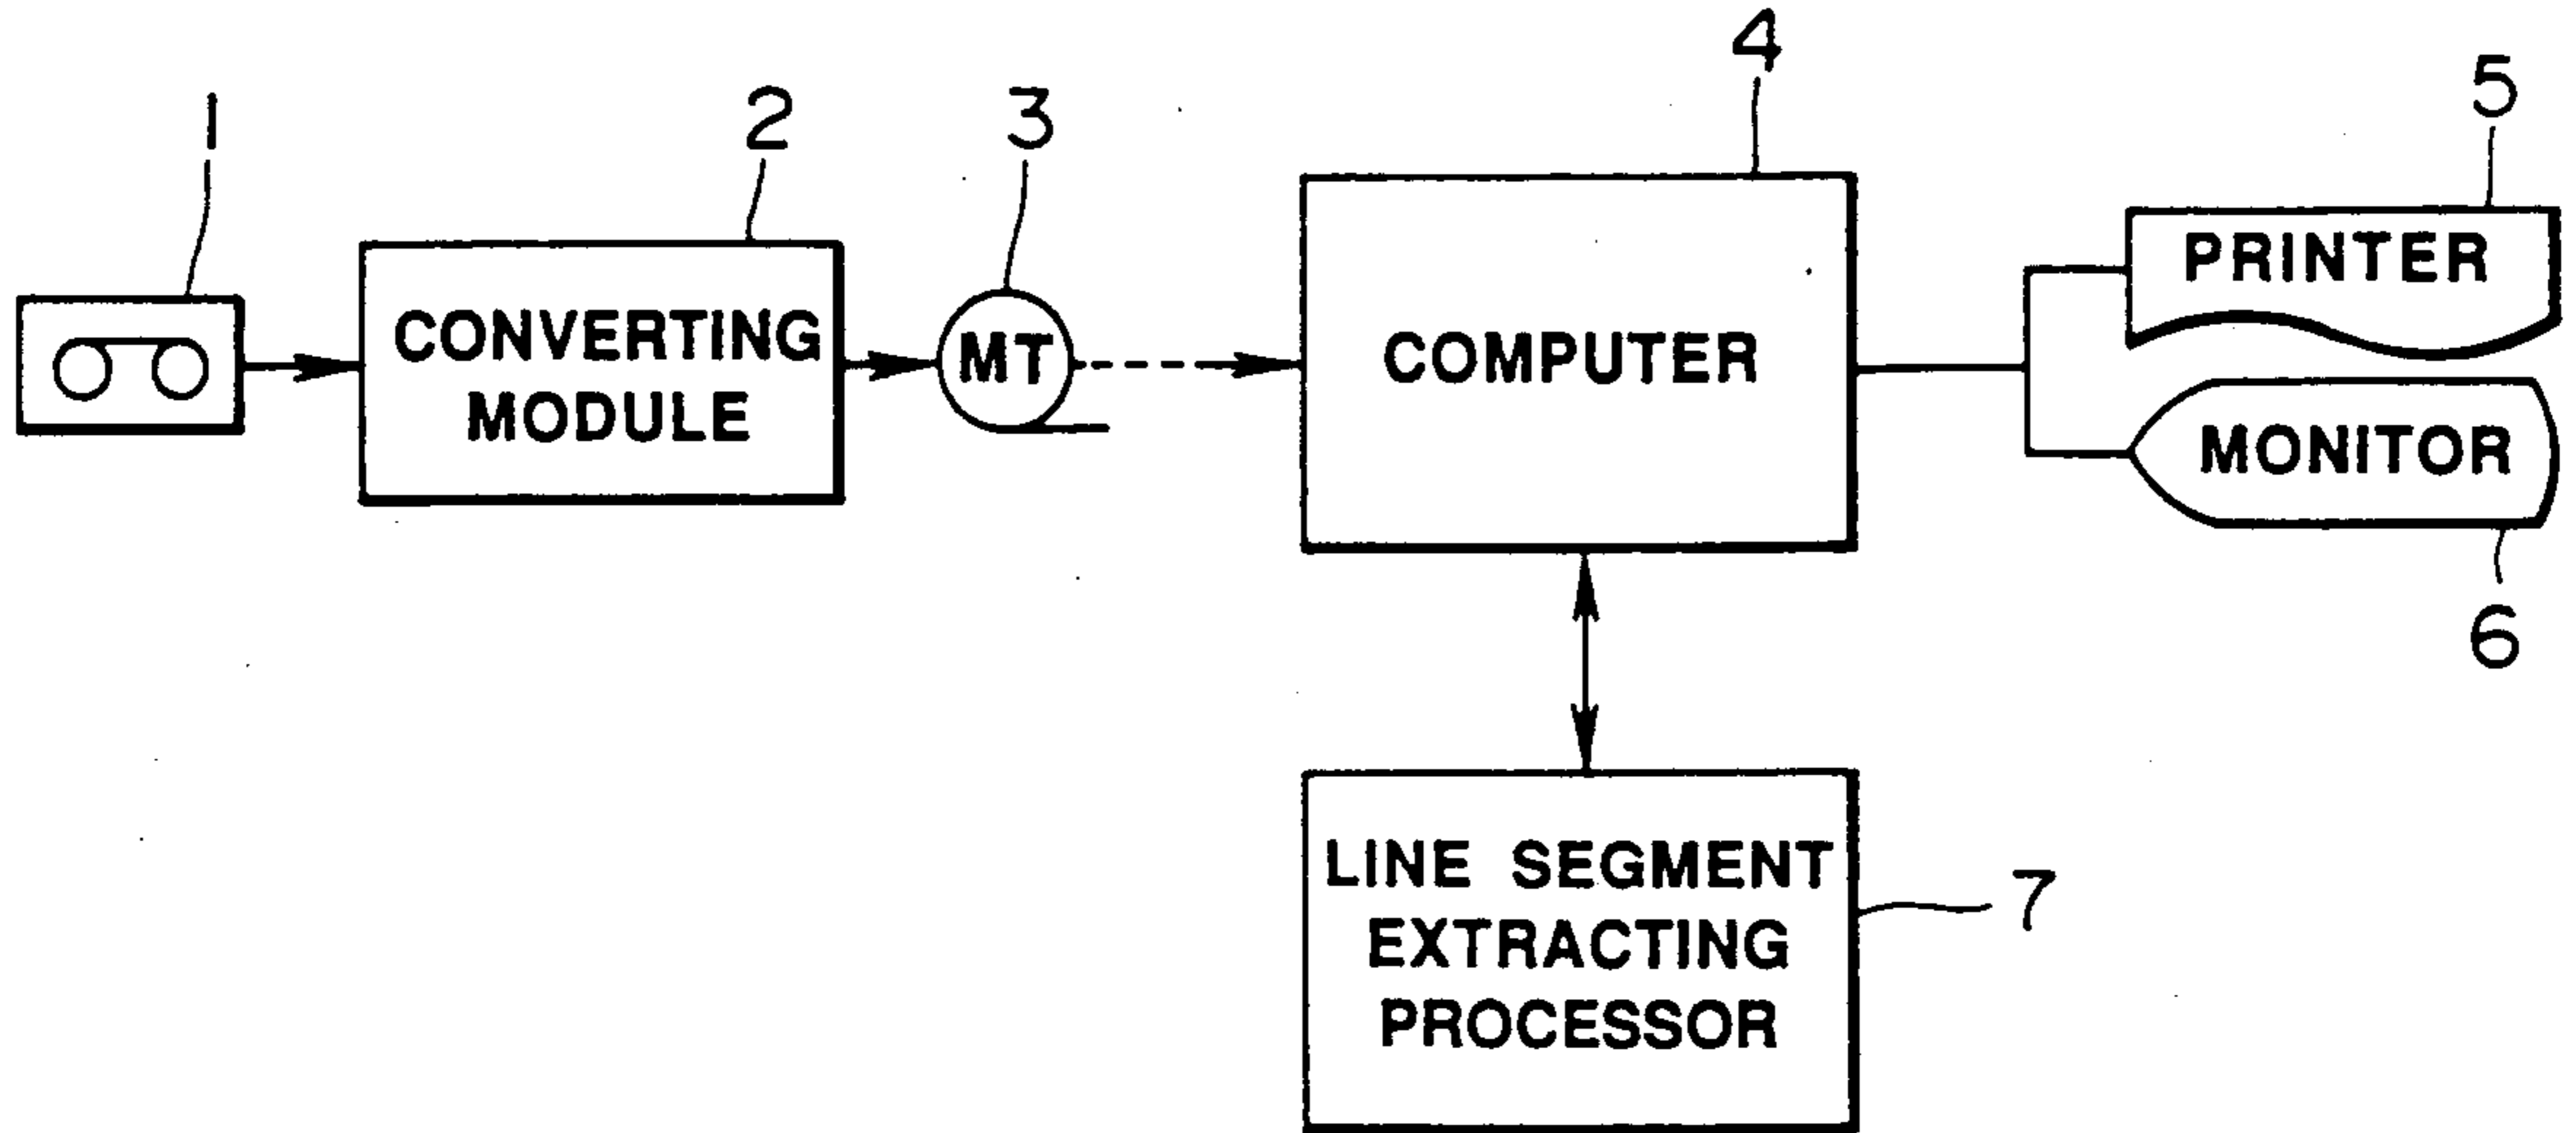 1
2
3
4
5
CONVERTING
MODULE
MT
COMPUTER
PRINTER
MONITOR
6
LINE SEGMENT
EXTRACTING
PROCESSOR
7